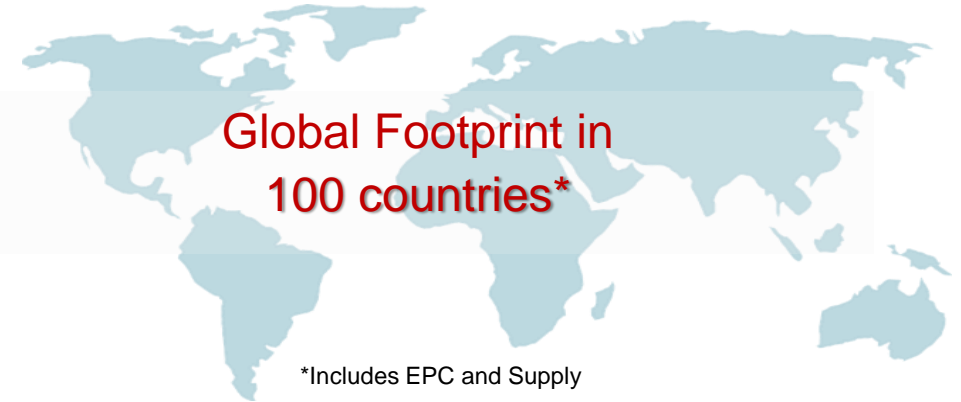 Global Footprint in
100 countries*
*Includes EPC and Supply